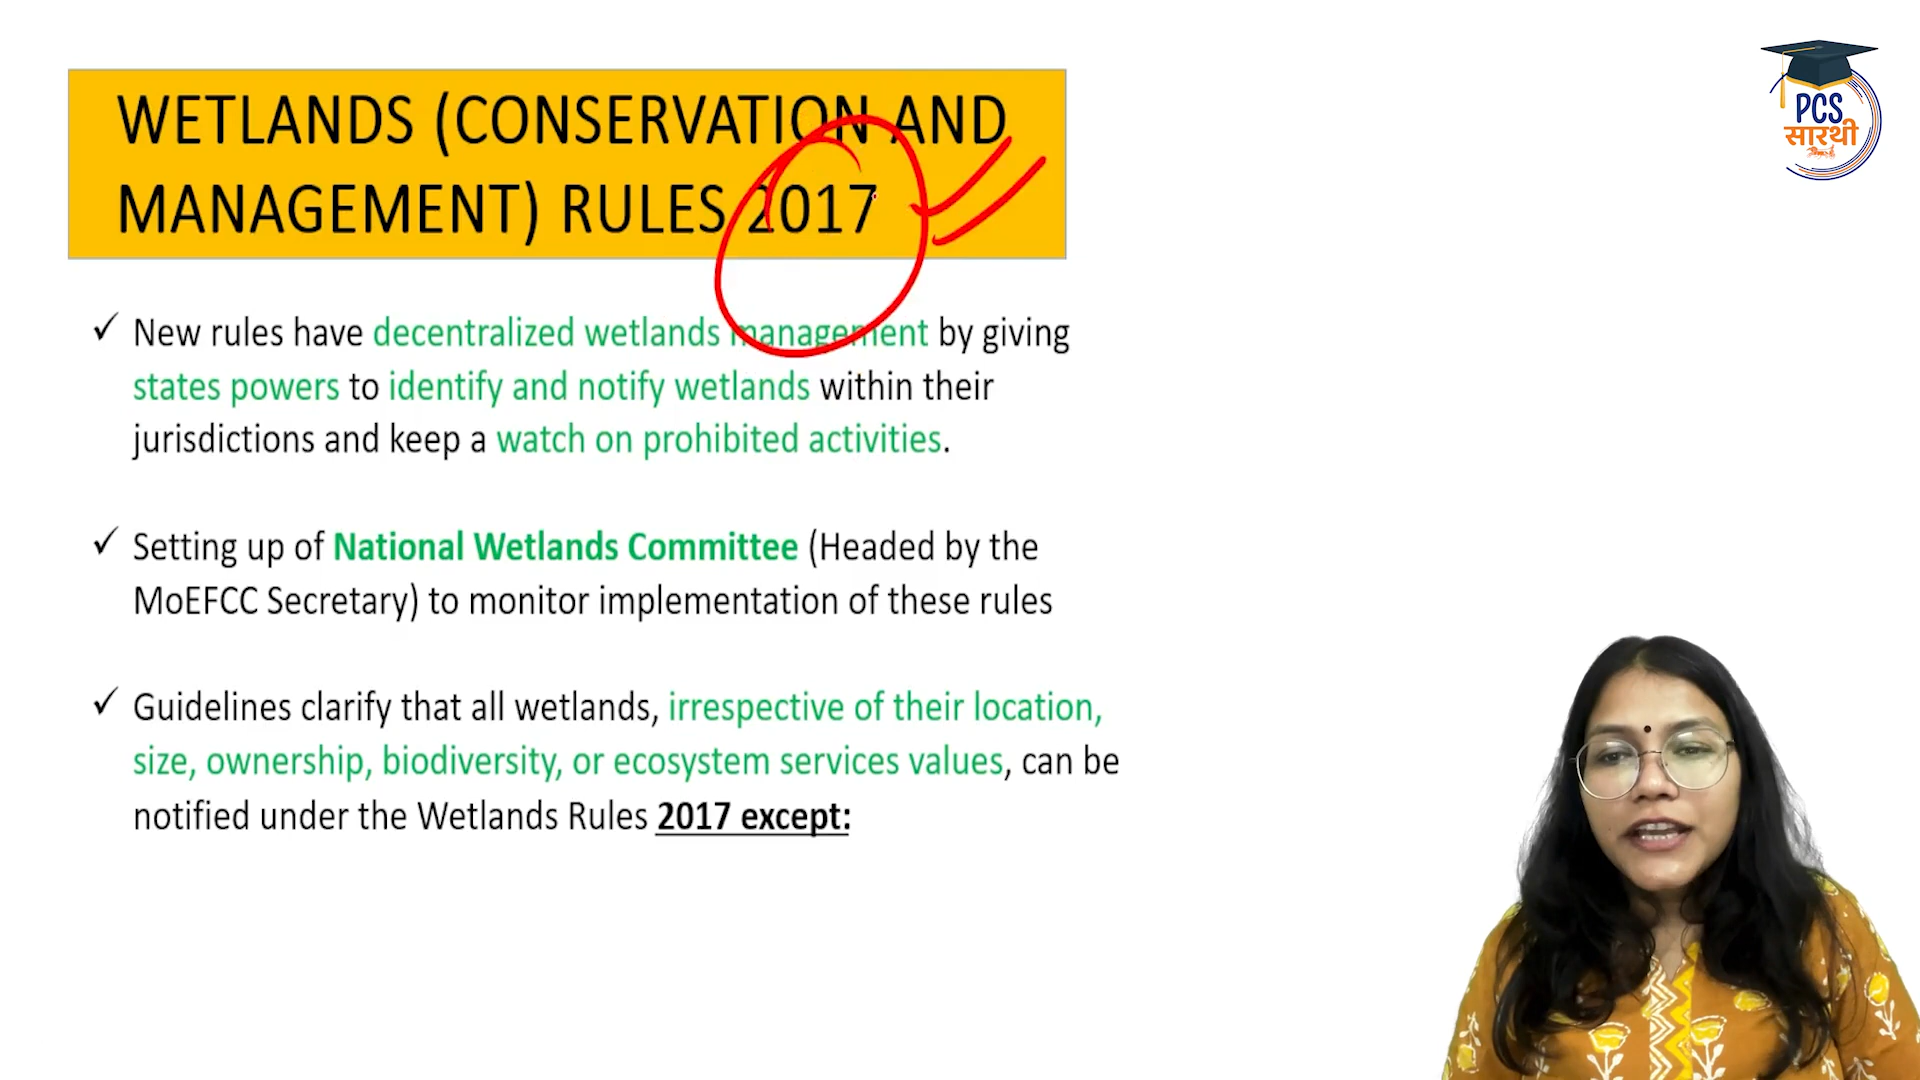 WETLANDS (CONSERVATION AND
MANAGEMENT) RULES 2017
PCS
सारथी
✓ New rules have decentralized wetlands management by giving
states powers to identify and notify wetlands within their
jurisdictions and keep a watch on prohibited activities.
✓ Setting up of National Wetlands Committee (Headed by the
MoEFCC Secretary) to monitor implementation of these rules
✓ Guidelines clarify that all wetlands, irrespective of their location,
size, ownership, biodiversity, or ecosystem services values, can be
notified under the Wetlands Rules 2017 except: